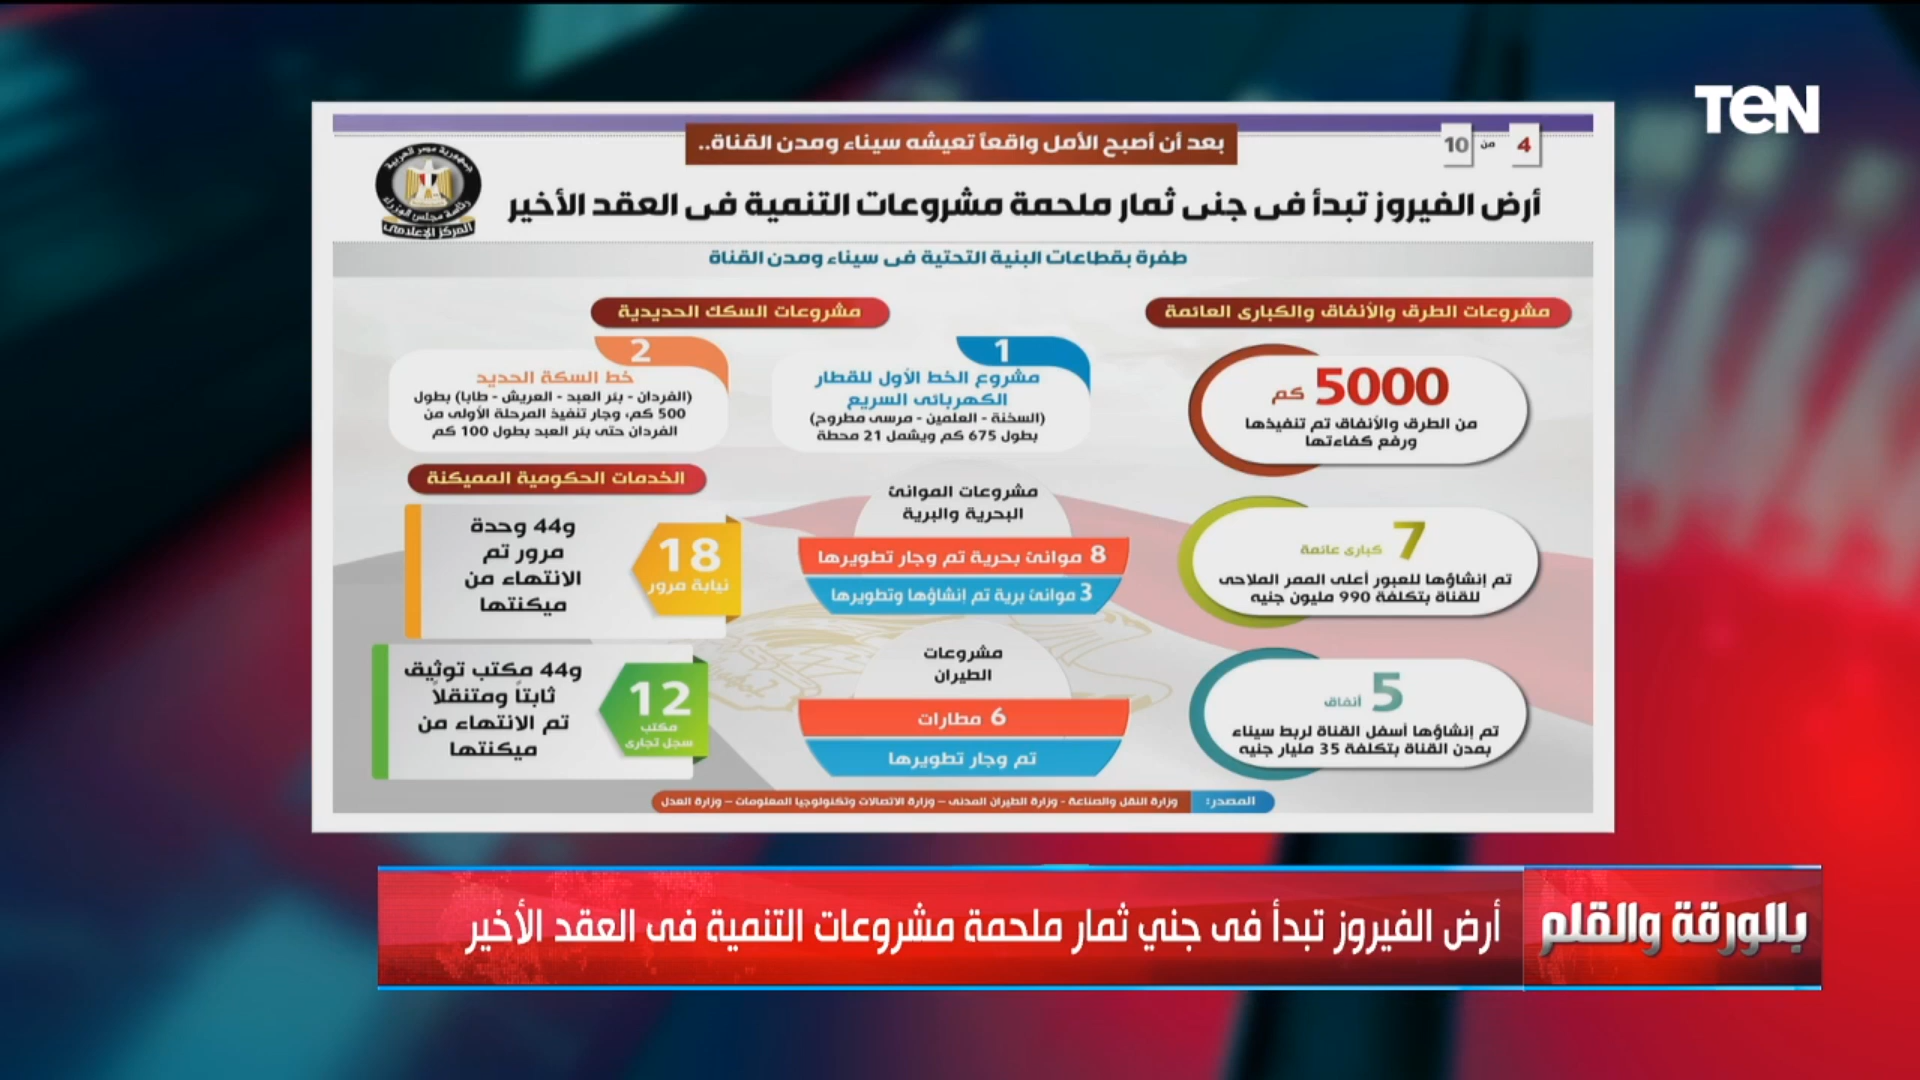 TeN
4 من 10
بعد أن أصبح الأمل واقعاً تعيشه سيناء ومدن القناة..
جمهورية مصر العربية
رئاسة مجلس الوزراء
المركز الإعلامى
أرض الفيروز تبدأ فى جنى ثمار ملحمة مشروعات التنمية فى العقد الأخير
طفرة بقطاعات البنية التحتية فى سيناء ومدن القناة
مشروعات الطرق والأنفاق والكبارى العائمة
5000 كم
من الطرق والأنفاق تم تنفيذها
ورفع كفاءتها
7 كبارى عائمة
تم إنشاؤها للعبور أعلى الممر الملاحى
للقناة بتكلفة 990 مليون جنيه
5 أنفاق
تم إنشاؤها أسفل القناة لربط سيناء
بمدن القناة بتكلفة 35 مليار جنيه
مشروعات السكك الحديدية
1
مشروع الخط الأول للقطار
الكهربائى السريع
(السخنة - العلمين - مرسى مطروح)
بطول 675 كم ويشمل 21 محطة
2
خط السكة الحديد
(الفردان - بئر العبد - العريش - طابا) بطول
500 كم، وجار تنفيذ المرحلة الأولى من
الفردان حتى بئر العبد بطول 100 كم
مشروعات الموانئ
البحرية والبرية
8 موانئ بحرية تم وجار تطويرها
3 موانئ برية تم إنشاؤها وتطويرها
مشروعات
الطيران
6 مطارات
تم وجار تطويرها
الخدمات الحكومية المميكنة
18
نيابة مرور
و44 وحدة
مرور تم
الانتهاء من
ميكنتها
12
مكتب
سجل تجارى
و44 مكتب توثيق
ثابتاً ومتنقلاً
تم الانتهاء من
ميكنتها
المصدر: وزارة النقل والصناعة - وزارة الطيران المدنى – وزارة الاتصالات وتكنولوجيا المعلومات – وزارة العدل
بالورقة والقلم
أرض الفيروز تبدأ فى جني ثمار ملحمة مشروعات التنمية فى العقد الأخير